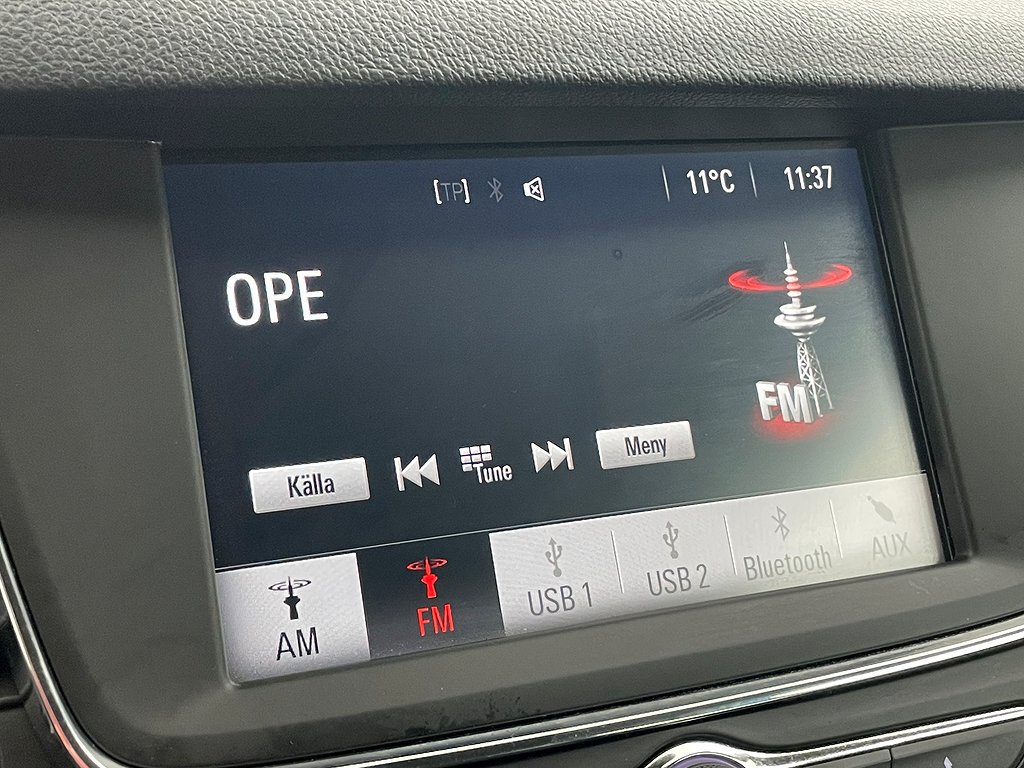 [TP] 11°C 11:37
OPE
FM
Källa Tune Meny
AM FM USB 1 USB 2 Bluetooth AUX